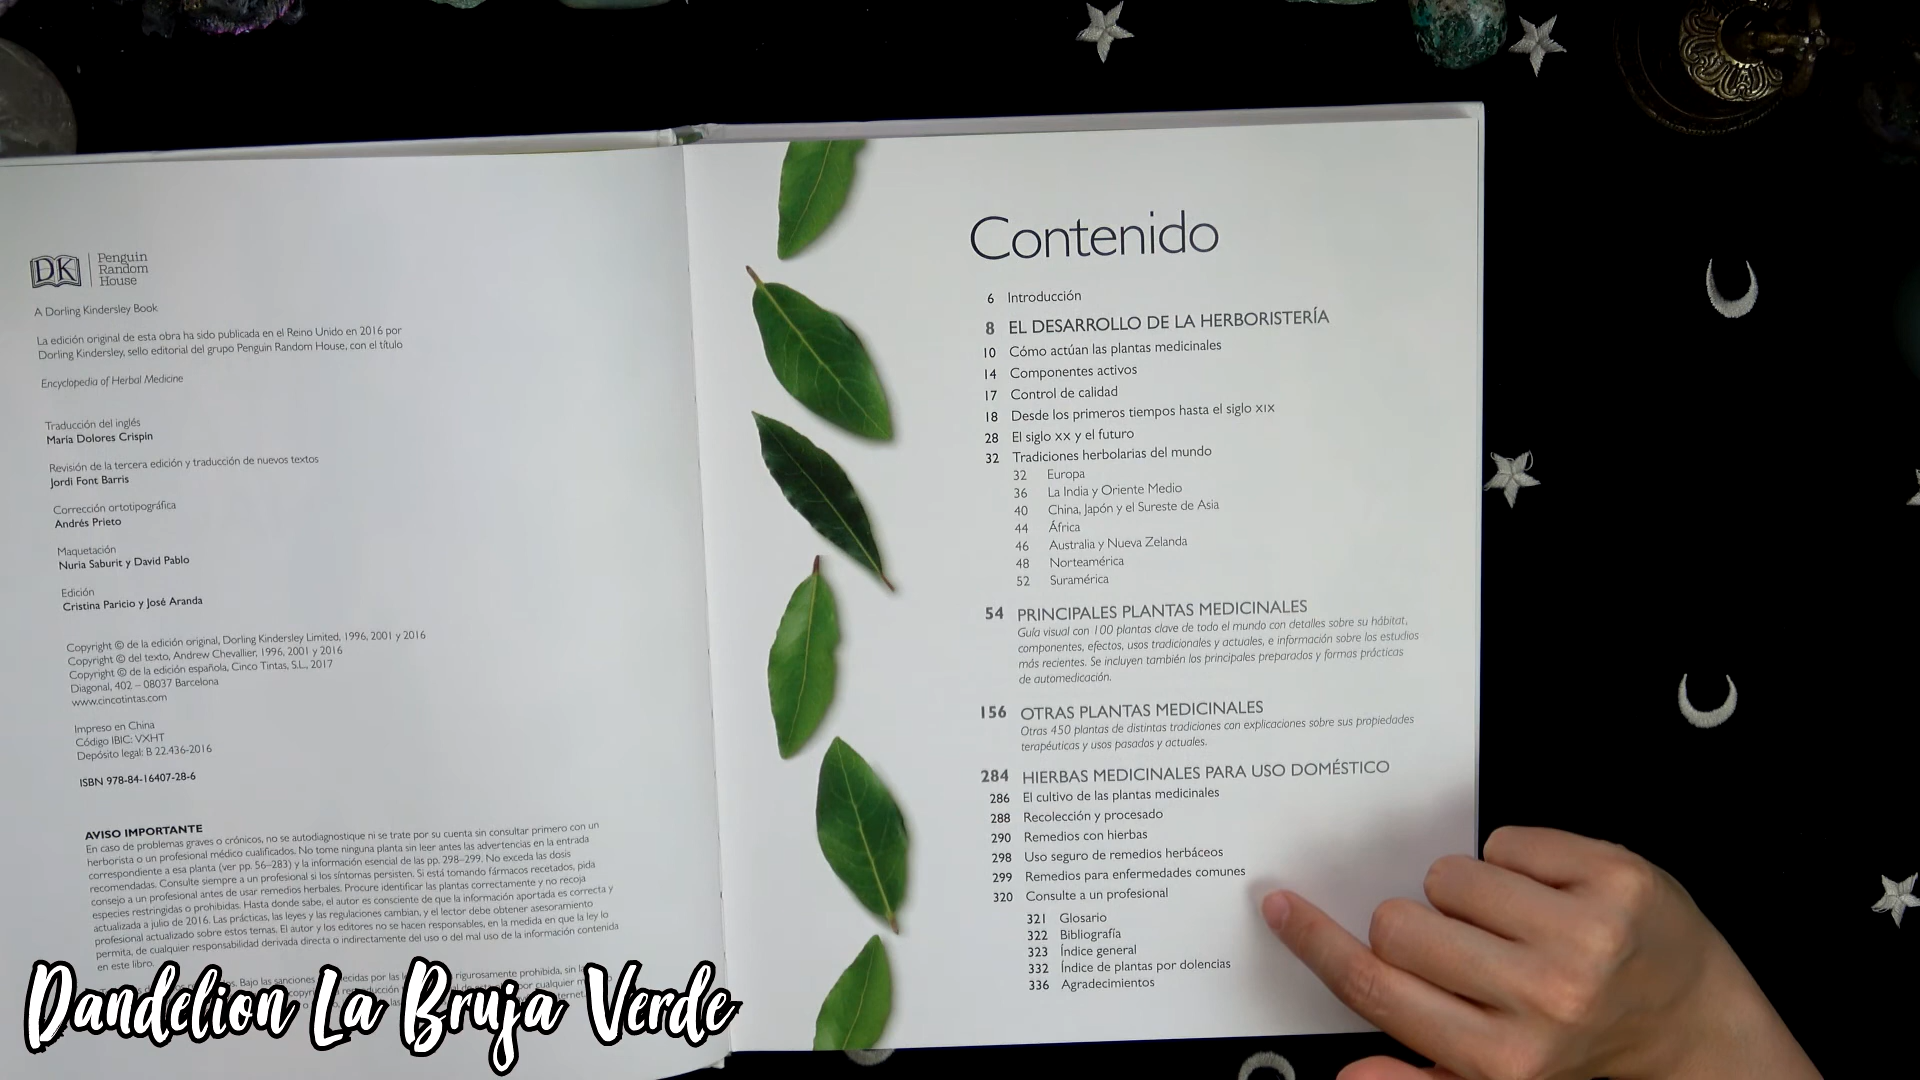 DK
Penguin
Random
House
A Dorling Kindersley Book
La edición original de esta obra ha sido publicada en el Reino Unido en 2016 por
Dorling Kindersley, sello editorial del grupo Penguin Random House, con el título
Encyclopedia of Herbal Medicine
Traducción del inglés
María Dolores Crispín
Revisión de la tercera edición y traducción de nuevos textos
Jordi Font Barris
Corrección ortotipográfica
Andrés Prieto
Maquetación
Nuria Saburit y David Pablo
Edición
Cristina Paricio y José Aranda
Copyright © de la edición original, Dorling Kindersley Limited, 1996, 2001 y 2016
Copyright © del texto, Andrew Chevallier, 1996, 2001 y 2016
Copyright © de la edición española, Cinco Tintas, S.L., 2017
Diagonal, 402 – 08037 Barcelona
www.cincotintas.com
Impreso en China
Código IBIC: VXHT
Depósito legal: B 22.436-2016
ISBN 978-84-16407-28-6
AVISO IMPORTANTE
En caso de problemas graves o crónicos, no se autodiagnostique ni se trate por su cuenta sin consultar primero con un
herborista o un profesional médico cualificados. No tome ninguna planta sin leer antes las advertencias en la entrada
correspondiente a esa planta (ver pp. 56–283) y la información esencial de las pp. 298–299. No exceda las dosis
recomendadas. Consulte siempre a un profesional si los síntomas persisten. Si está tomando fármacos recetados, pida
consejo a un profesional antes de usar remedios herbales. Procure identificar las plantas correctamente y no recoja
especies restringidas o prohibidas. Hasta donde sabe, el autor es consciente de que la información aportada es correcta y
actualizada a julio de 2016. Las prácticas, las leyes y las regulaciones cambian, y el lector debe obtener asesoramiento
profesional actualizado sobre estos temas. El autor y los editores no se hacen responsables, en la medida en que la ley lo
permita, de cualquier responsabilidad derivada directa o indirectamente del uso o del mal uso de la información contenida
en este libro.
Bajo las sanciones por las rigurosamente prohibida, sin
por cualquier
Dandelion La Bruja Verde
Contenido
6 Introducción
8 EL DESARROLLO DE LA HERBORISTERÍA
10 Cómo actúan las plantas medicinales
14 Componentes activos
17 Control de calidad
18 Desde los primeros tiempos hasta el siglo XIX
28 El siglo XX y el futuro
32 Tradiciones herbolarias del mundo
32 Europa
36 La India y Oriente Medio
40 China, Japón y el Sureste de Asia
44 África
46 Australia y Nueva Zelanda
48 Norteamérica
52 Suramérica
54 PRINCIPALES PLANTAS MEDICINALES
Guía visual con 100 plantas clave de todo el mundo con detalles sobre su hábitat,
componentes, efectos, usos tradicionales y actuales, e información sobre los estudios
más recientes. Se incluyen también los principales preparados y formas prácticas
de automedicación.
156 OTRAS PLANTAS MEDICINALES
Otras 450 plantas de distintas tradiciones con explicaciones sobre sus propiedades
terapéuticas y usos pasados y actuales.
284 HIERBAS MEDICINALES PARA USO DOMÉSTICO
286 El cultivo de las plantas medicinales
288 Recolección y procesado
290 Remedios con hierbas
298 Uso seguro de remedios herbáceos
299 Remedios para enfermedades comunes
320 Consulte a un profesional
321 Glosario
322 Bibliografía
323 Índice general
332 Índice de plantas por dolencias
336 Agradecimientos